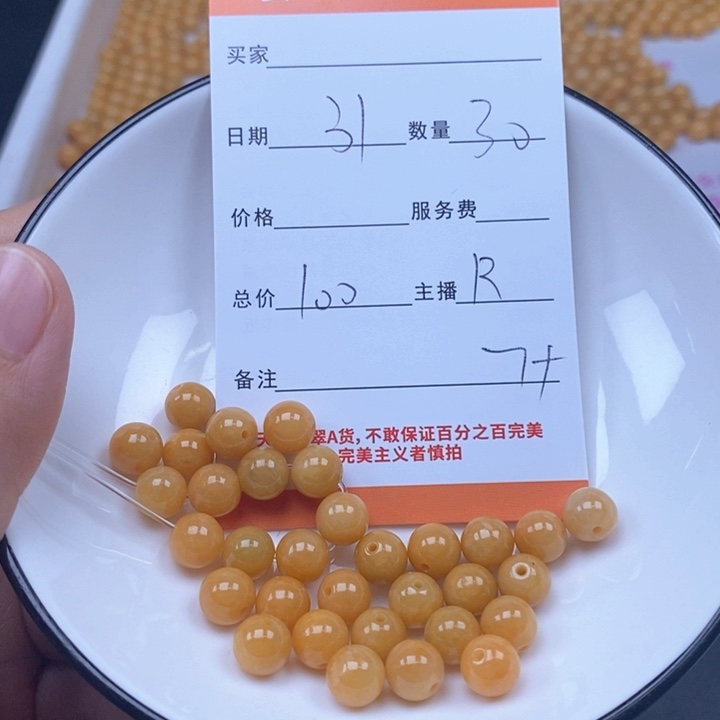 买家
日期 31 数量 30
价格 服务费
总价 100 主播 R
备注 7+
翠A货,不敢保证百分之百完美
完美主义者慎拍